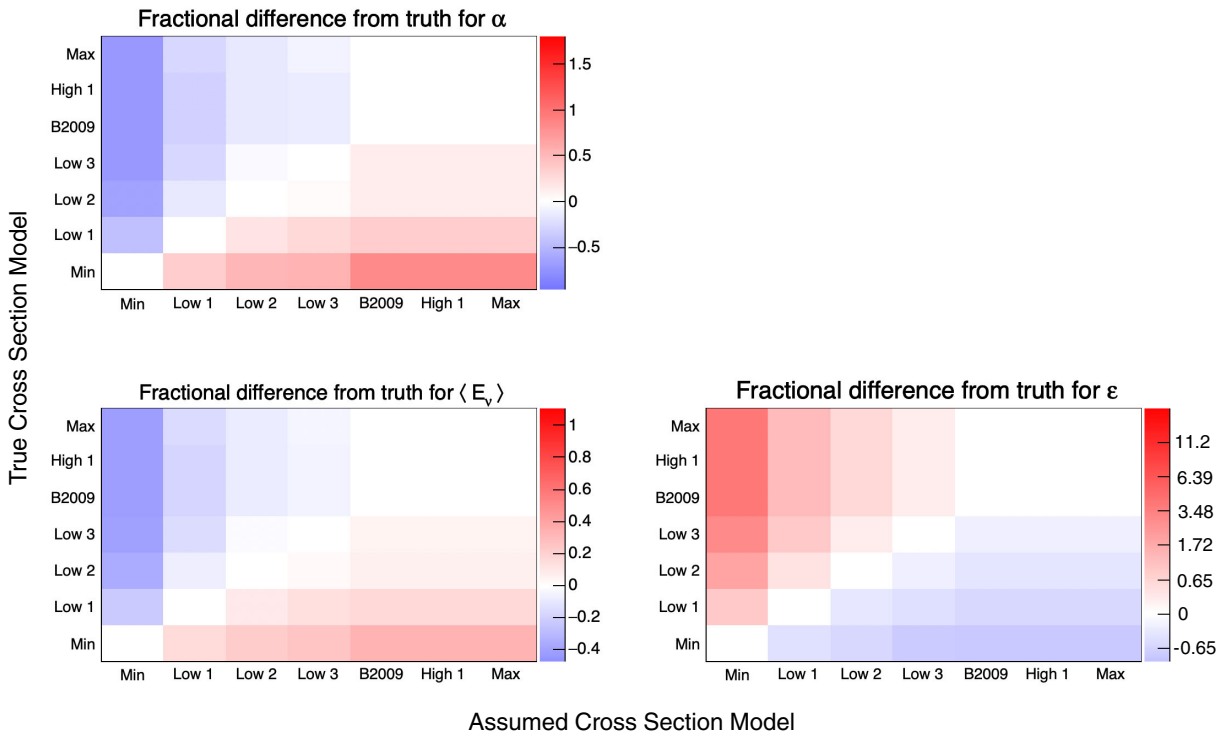 Fractional difference from truth for α
Max
High 1
B2009
Low 3
Low 2
Low 1
Min
Min Low 1 Low 2 Low 3 B2009 High 1 Max
1.5
1
0.5
0
−0.5
True Cross Section Model
Fractional difference from truth for ⟨ Eν ⟩
Max
High 1
B2009
Low 3
Low 2
Low 1
Min
Min Low 1 Low 2 Low 3 B2009 High 1 Max
1
0.8
0.6
0.4
0.2
0
−0.2
−0.4
Fractional difference from truth for ε
Max
High 1
B2009
Low 3
Low 2
Low 1
Min
Min Low 1 Low 2 Low 3 B2009 High 1 Max
11.2
6.39
3.48
1.72
0.65
0
-0.65
Assumed Cross Section Model